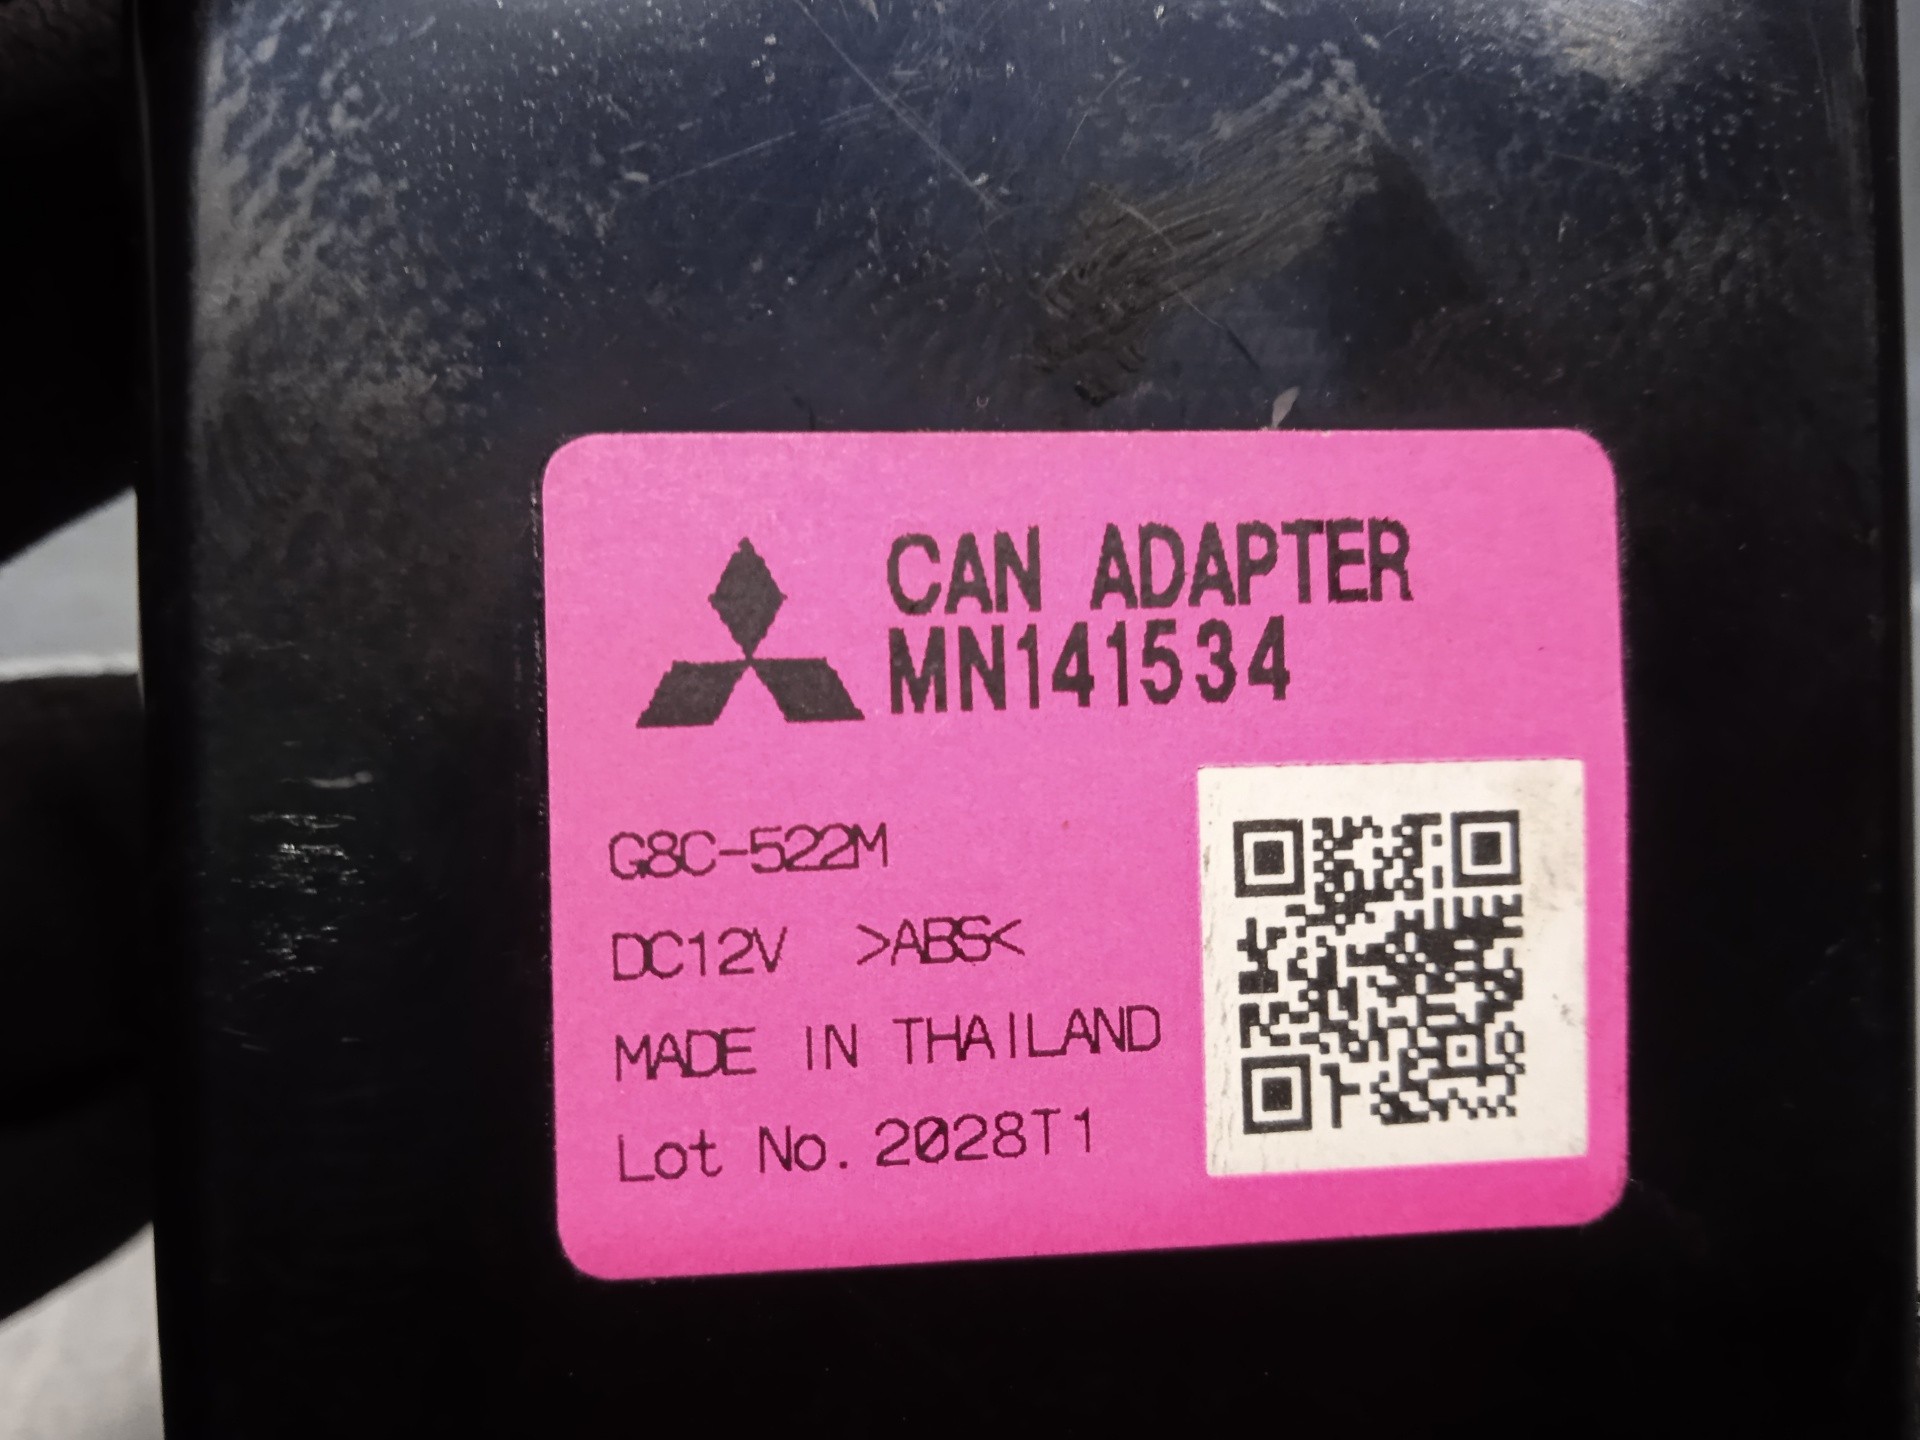 CAN ADAPTER
MN141534
G8C-522M
DC12V >ABS<
MADE IN THAILAND
Lot No. 2028T1